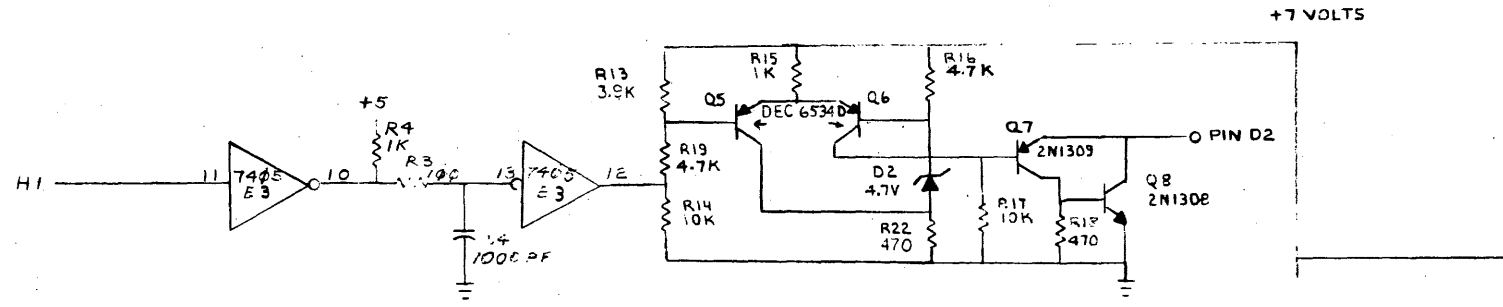 +7 VOLTS
R13
3.9K
R15
1K
R16
4.7K
Q5
DEC 6534D
Q6
+5
R4
1K
R3
100
H1
11
7405
E3
10
13
7405
E3
12
R19
4.7K
R14
10K
D2
4.7V
R22
470
Q7
2N1309
PIN D2
R17
10K
R18
470
Q8
2N1308
1000 PF